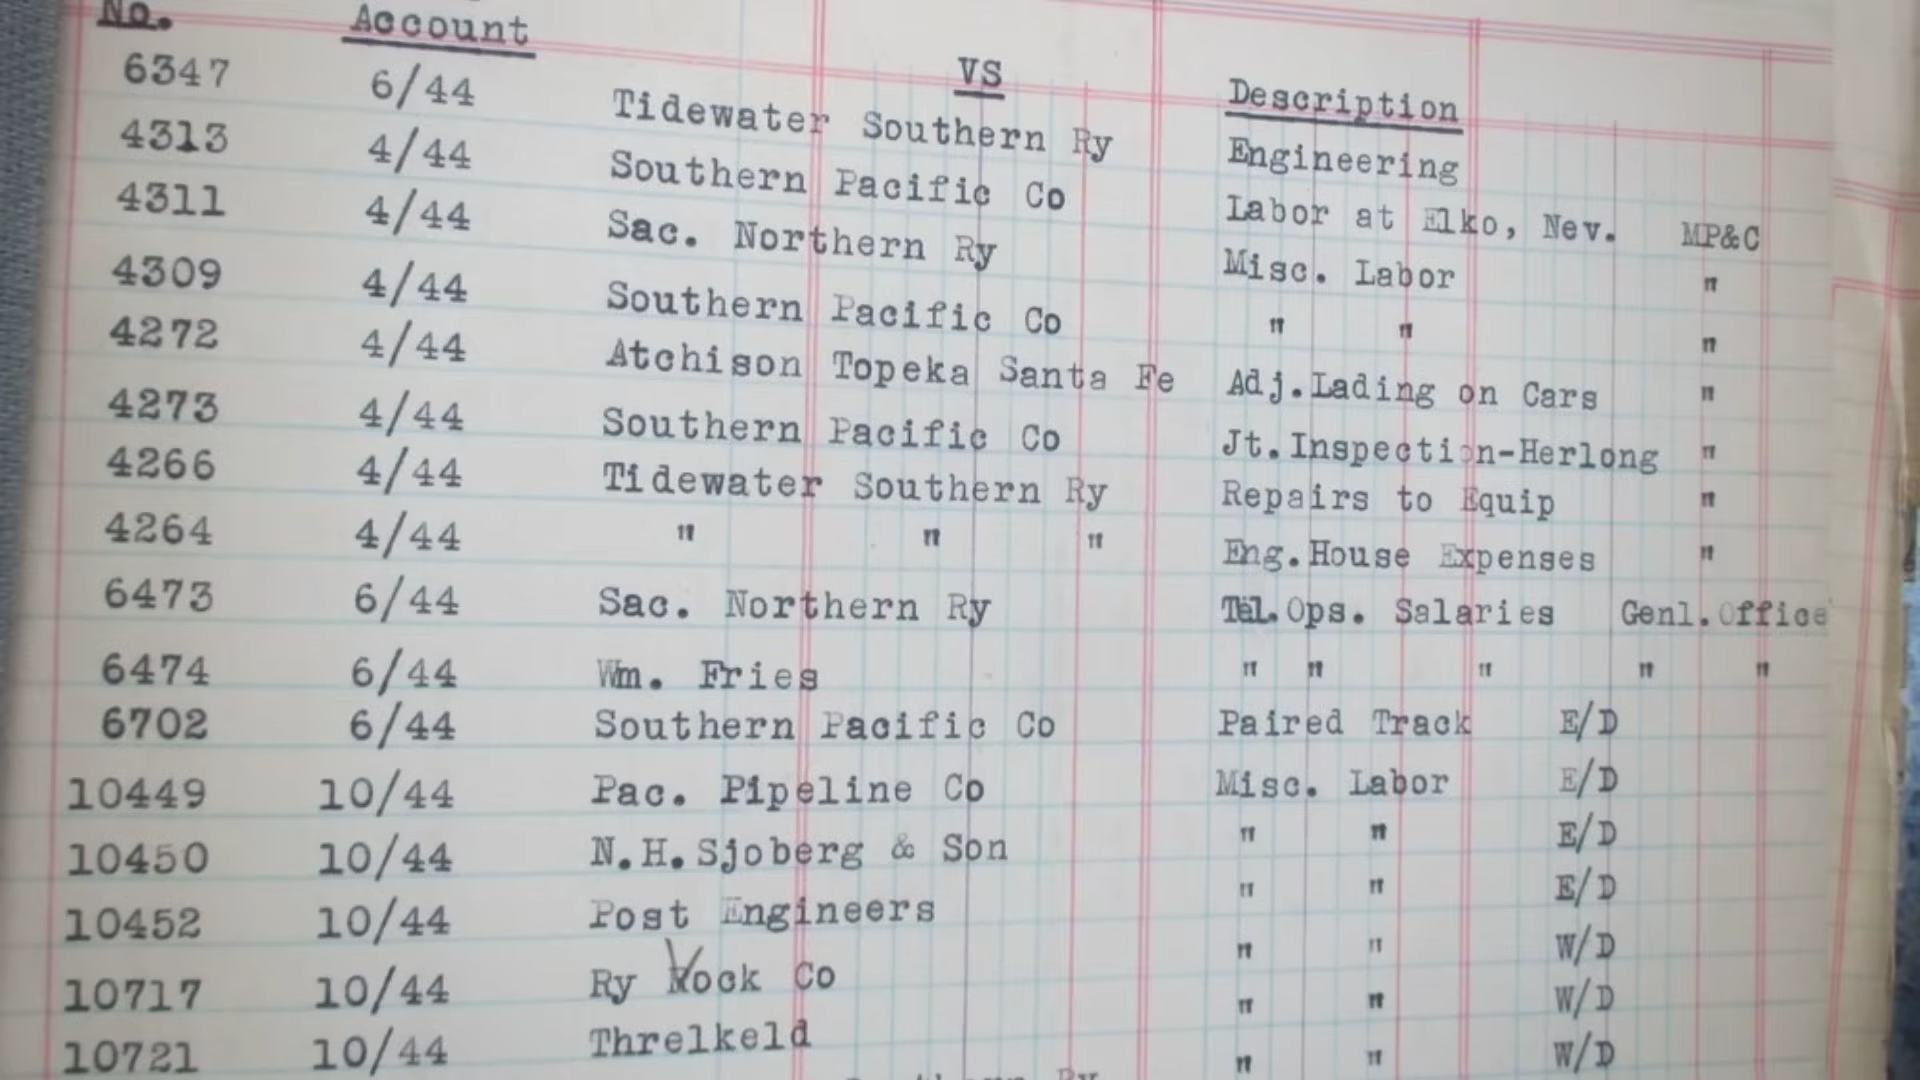 No. Account VS Description
6347 6/44 Tidewater Southern Ry Engineering
4313 4/44 Southern Pacific Co Labor at Elko, Nev. MP&C
4311 4/44 Sac. Northern Ry Misc. Labor "
4309 4/44 Southern Pacific Co " " "
4272 4/44 Atchison Topeka Santa Fe Adj.Lading on Cars "
4273 4/44 Southern Pacific Co Jt.Inspection-Herlong "
4266 4/44 Tidewater Southern Ry Repairs to Equip "
4264 4/44 " " " Eng.House Expenses "
6473 6/44 Sac. Northern Ry Tel.Ops. Salaries Genl.Office
6474 6/44 Wm. Fries " " " " "
6702 6/44 Southern Pacific Co Paired Track E/D
10449 10/44 Pac. Pipeline Co Misc. Labor E/D
10450 10/44 N.H.Sjoberg & Son " " E/D
10452 10/44 Post Engineers " " E/D
10717 10/44 Ry Rock Co " " W/D
10721 10/44 Threlkeld " " W/D
Ry " " W/D